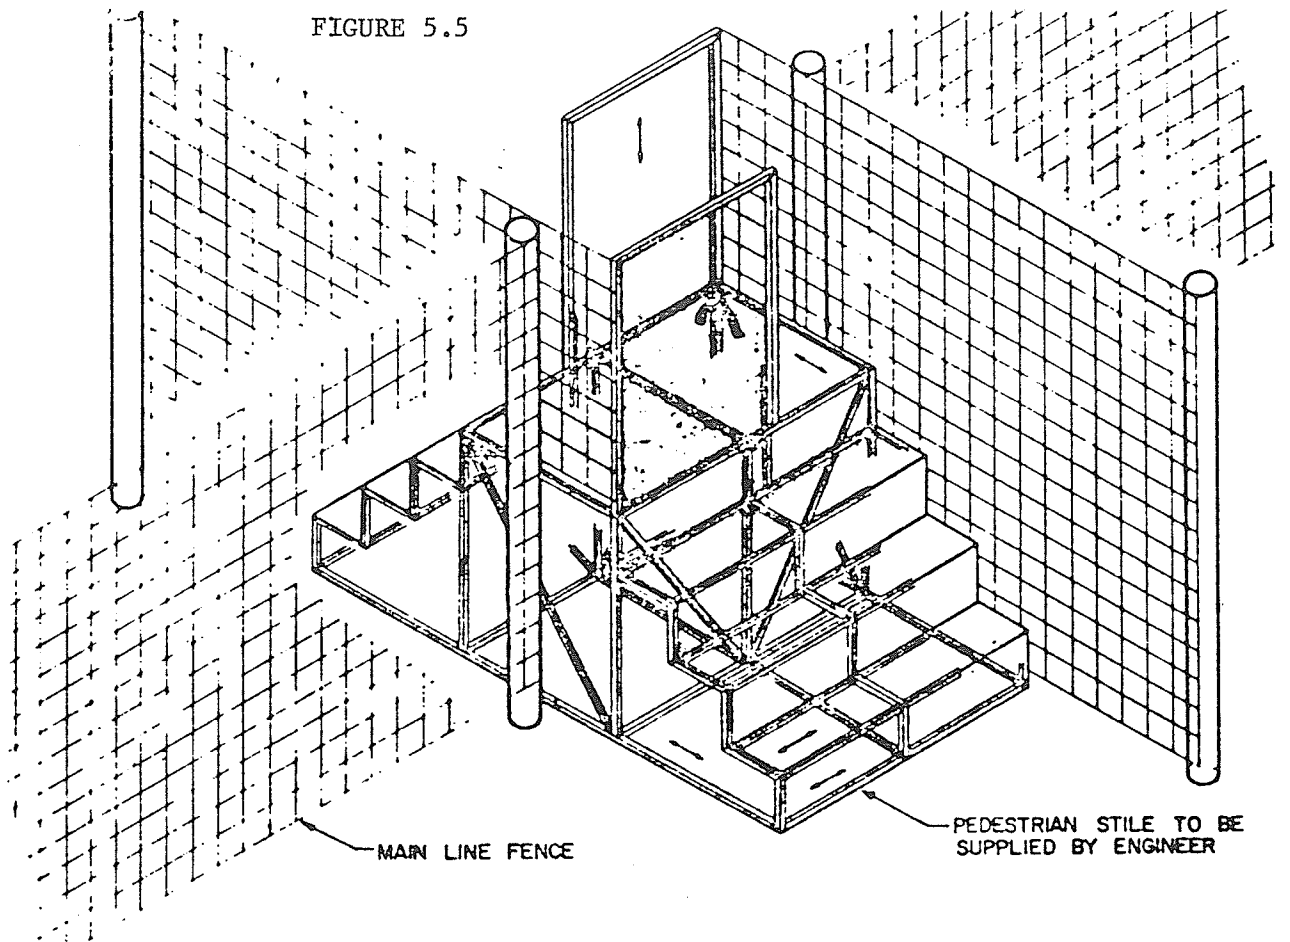 FIGURE 5.5
MAIN LINE FENCE
PEDESTRIAN STILE TO BE
SUPPLIED BY ENGINEER